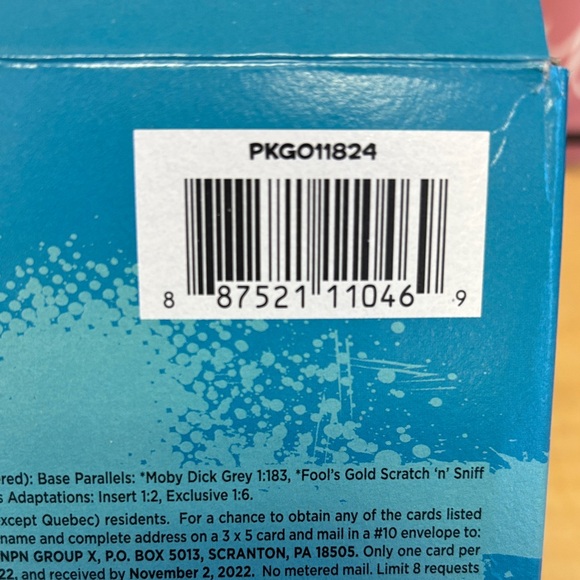 PKG011824
8 87521 11046 9
ered): Base Parallels: *Moby Dick Grey 1:183, *Fool's Gold Scratch 'n' Sniff
s Adaptations: Insert 1:2, Exclusive 1:6.
except Quebec) residents. For a chance to obtain any of the cards listed
name and complete address on a 3 x 5 card and mail in a #10 envelope to:
NPN GROUP X, P.O. BOX 5013, SCRANTON, PA 18505. Only one card per
22, and received by November 2, 2022. No metered mail. Limit 8 requests